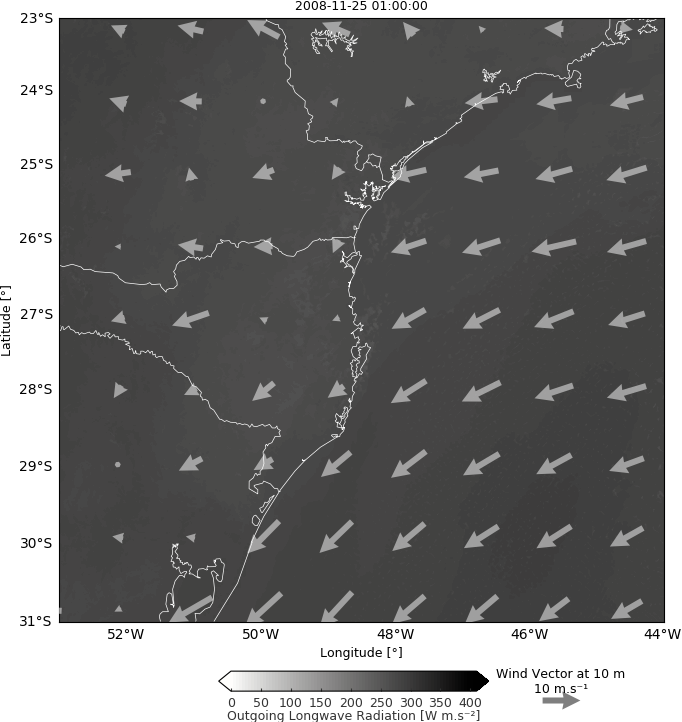 2008-11-25 01:00:00
23°S
24°S
25°S
26°S
27°S
28°S
29°S
30°S
31°S
Latitude [°]
52°W 50°W 48°W 46°W 44°W
Longitude [°]
0 50 100 150 200 250 300 350 400
Outgoing Longwave Radiation [W m.s⁻²]
Wind Vector at 10 m
10 m.s⁻¹